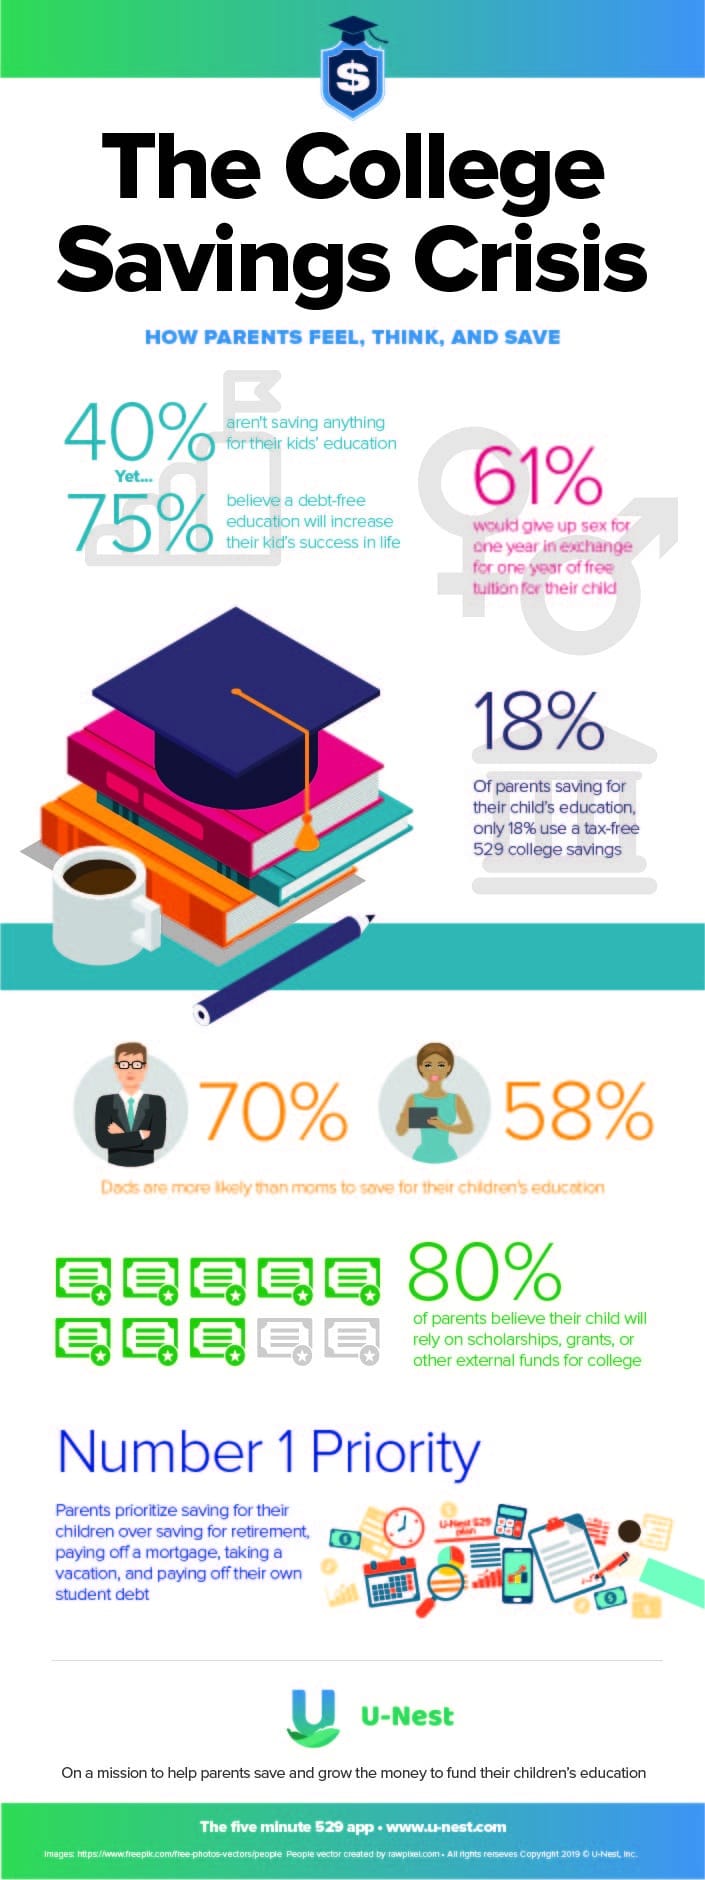 $
The College
Savings Crisis
HOW PARENTS FEEL, THINK, AND SAVE
40%
aren't saving anything
for their kids' education
Yet...
75%
believe a debt-free
education will increase
their kid's success in life
61%
would give up sex for
one year in exchange
for one year of free
tuition for their child
18%
Of parents saving for
their child's education,
only 18% use a tax-free
529 college savings
70%
58%
Dads are more likely than moms to save for their children's education
80%
of parents believe their child will
rely on scholarships, grants, or
other external funds for college
Number 1 Priority
Parents prioritize saving for their
children over saving for retirement,
paying off a mortgage, taking a
vacation, and paying off their own
student debt
U-Nest 529
plan
U-Nest
On a mission to help parents save and grow the money to fund their children's education
The five minute 529 app • www.u-nest.com
Images: https://www.freepik.com/free-photos-vectors/people People vector created by rawpixel.com • All rights rerseves Copyright 2019 © U-Nest, Inc.